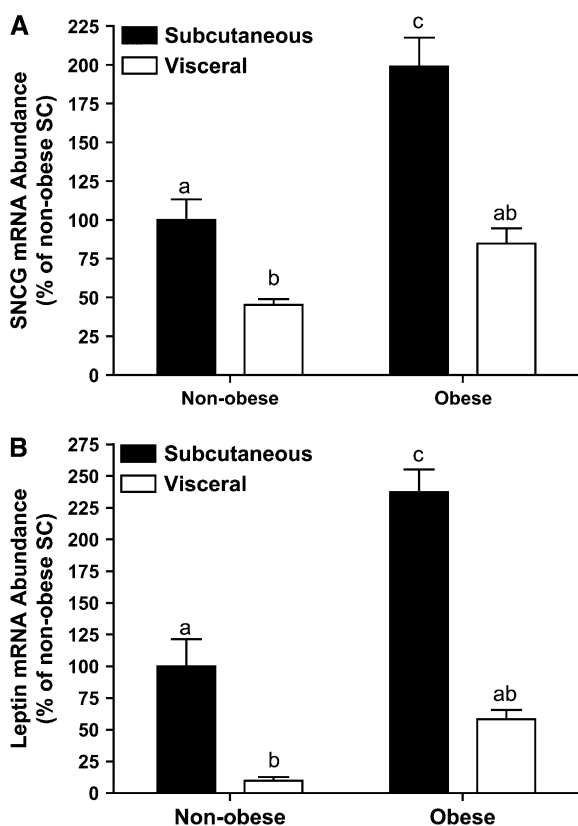 A
Subcutaneous
Visceral
SNCG mRNA Abundance
(% of non-obese SC)
225
200
175
150
125
100
75
50
25
0
a
b
c
ab
Non-obese
Obese
B
Subcutaneous
Visceral
Leptin mRNA Abundance
(% of non-obese SC)
275
250
225
200
175
150
125
100
75
50
25
0
a
b
c
ab
Non-obese
Obese